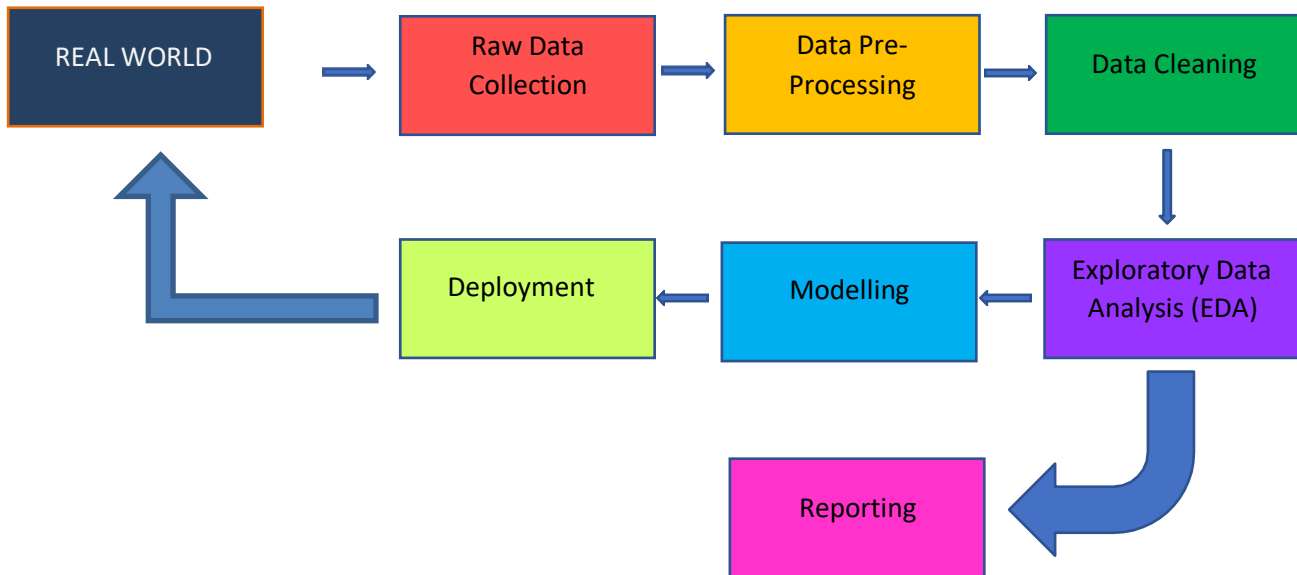 REAL WORLD
Raw Data
Collection
Data Pre-
Processing
Data Cleaning
Deployment
Modelling
Exploratory Data
Analysis (EDA)
Reporting